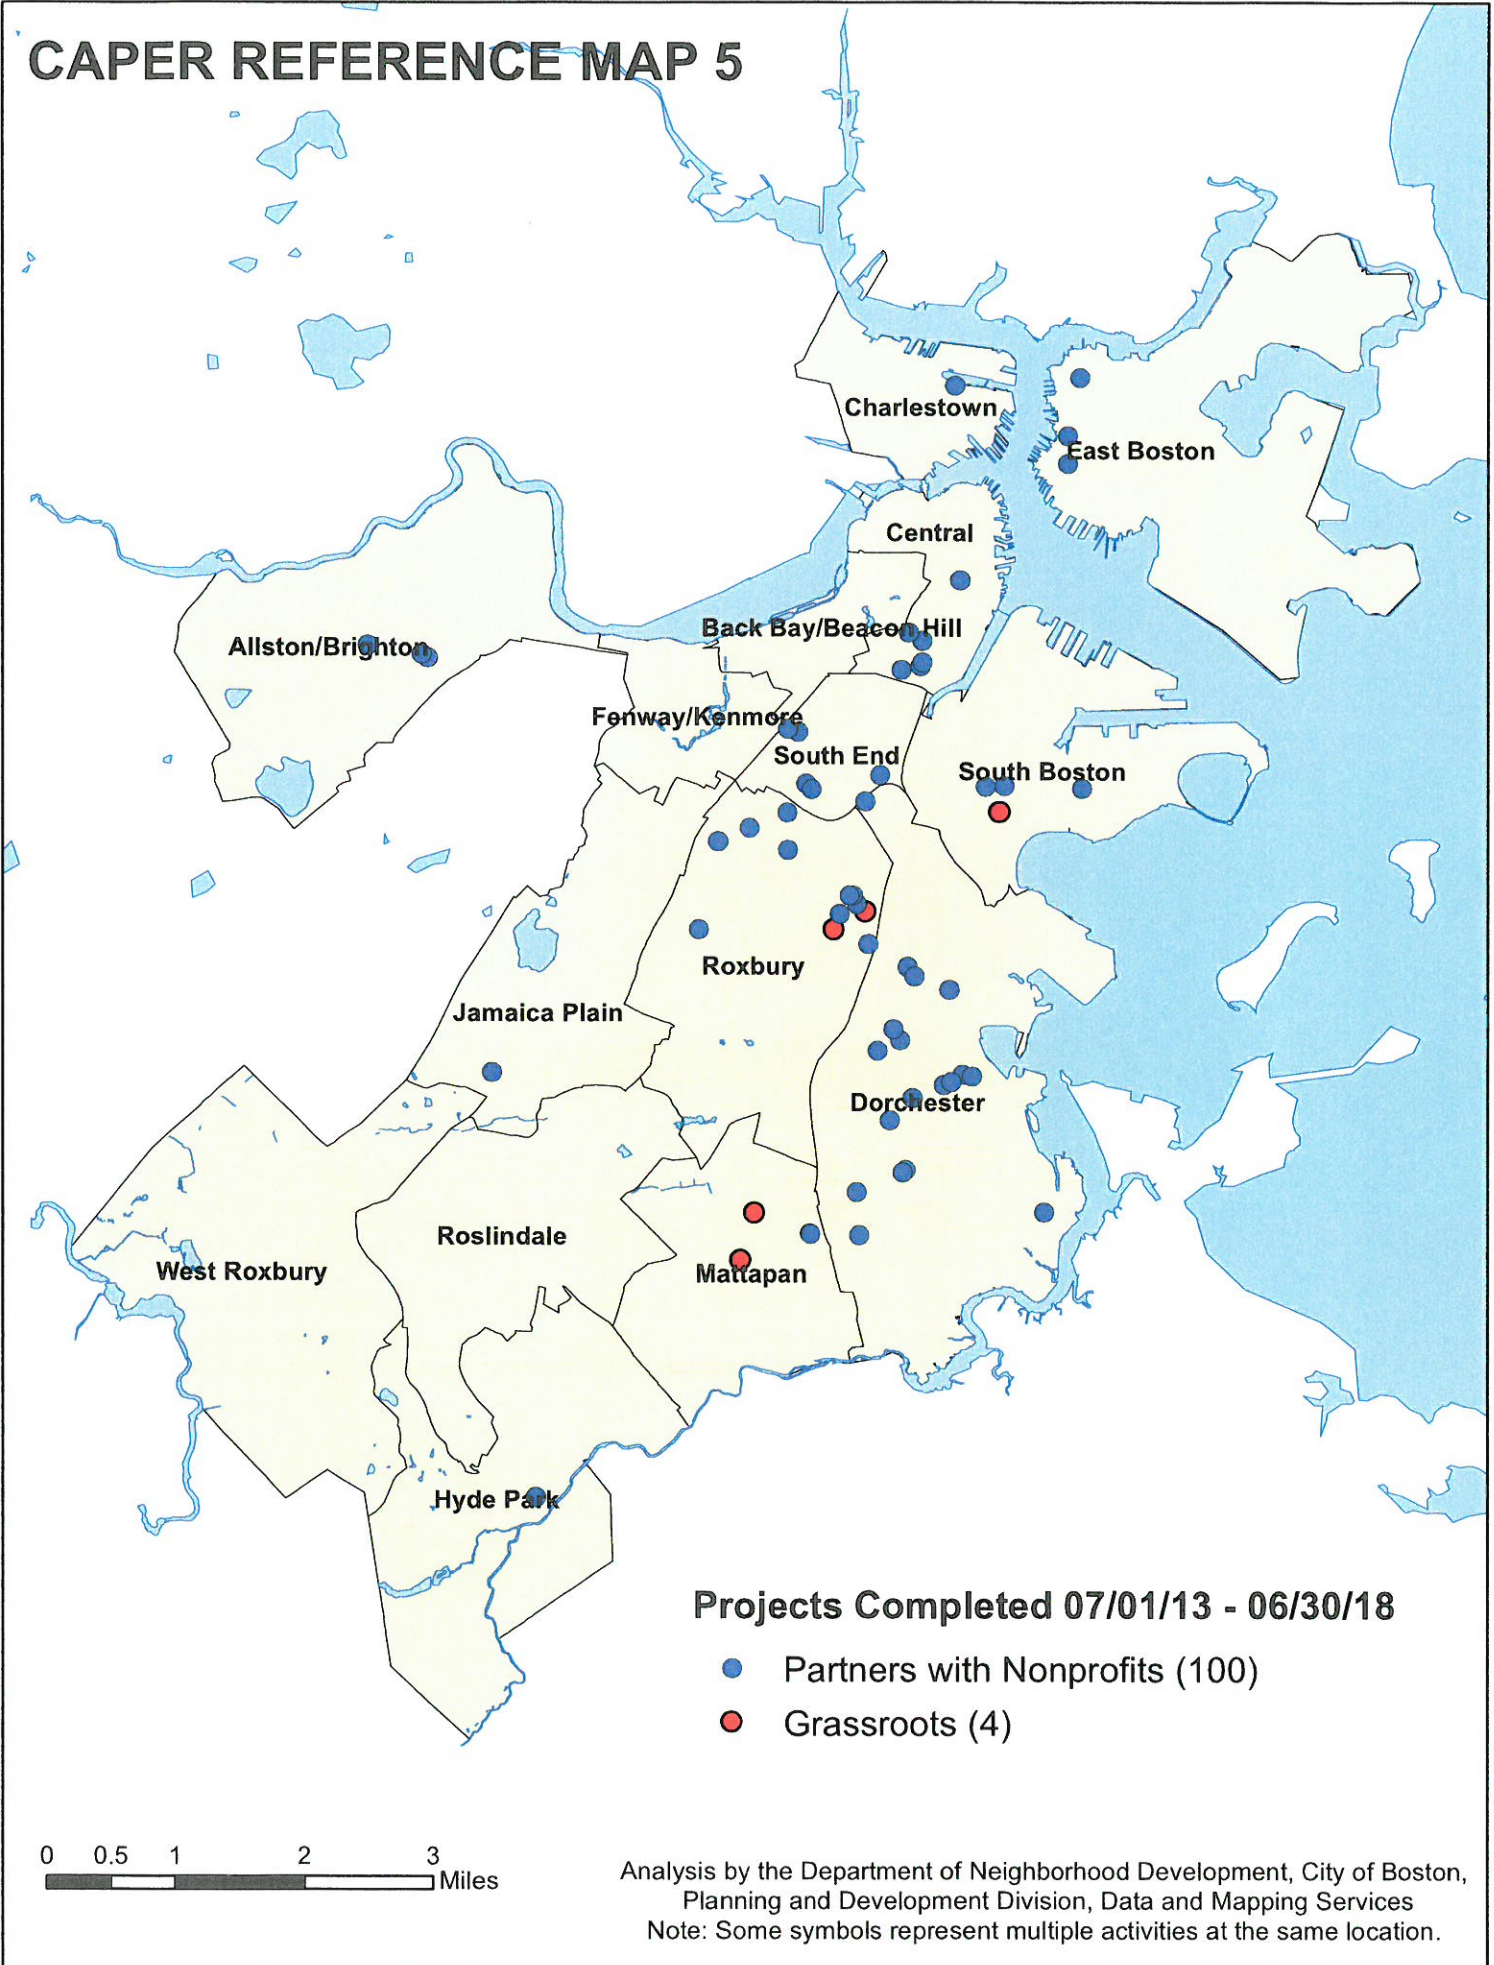 CAPER REFERENCE MAP 5
Charlestown
East Boston
Central
Back Bay/Beacon Hill
Allston/Brighton
Fenway/Kenmore
South End
South Boston
Roxbury
Jamaica Plain
Dorchester
Roslindale
West Roxbury
Mattapan
Hyde Park
Projects Completed 07/01/13 - 06/30/18
Partners with Nonprofits (100)
Grassroots (4)
0 0.5 1 2 3
Miles
Analysis by the Department of Neighborhood Development, City of Boston,
Planning and Development Division, Data and Mapping Services
Note: Some symbols represent multiple activities at the same location.